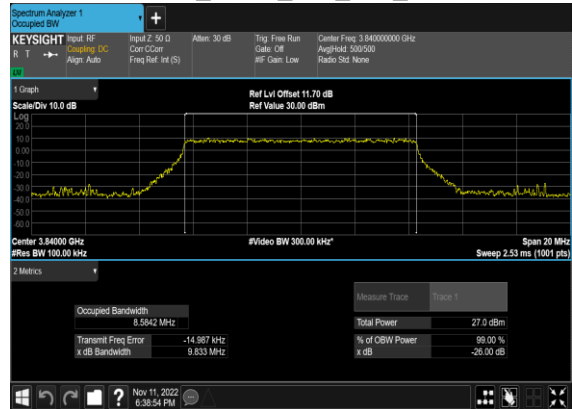 Spectrum Analyzer 1
Occupied BW
+
KEYSIGHT Input: RF Input Z: 50 Ω Atten: 30 dB Trig: Free Run Center Freq: 3.840000000 GHz
R T Coupling: DC Corr CCorr Gate: Off Avg|Hold: 500/500
Align: Auto Freq Ref: Int (S) #IF Gain: Low Radio Std: None
LW
1 Graph
Ref Lvl Offset 11.70 dB
Scale/Div 10.0 dB Ref Value 30.00 dBm
Log
20.0
10.0
0.00
-10.0
-20.0
-30.0
-40.0
-50.0
-60.0
Center 3.84000 GHz #Video BW 300.00 kHz* Span 20 MHz
#Res BW 100.00 kHz Sweep 2.53 ms (1001 pts)
2 Metrics
Measure Trace Trace 1
Occupied Bandwidth
8.5842 MHz Total Power 27.0 dBm
Transmit Freq Error -14.987 kHz % of OBW Power 99.00 %
x dB Bandwidth 9.833 MHz x dB -26.00 dB
? Nov 11, 2022
6:38:54 PM